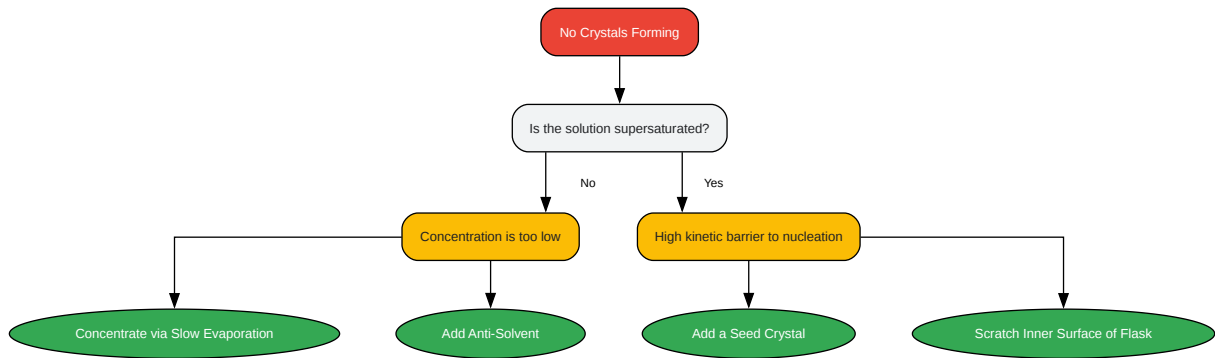 No Crystals Forming
Is the solution supersaturated?
No
Yes
Concentration is too low
High kinetic barrier to nucleation
Concentrate via Slow Evaporation
Add Anti-Solvent
Add a Seed Crystal
Scratch Inner Surface of Flask